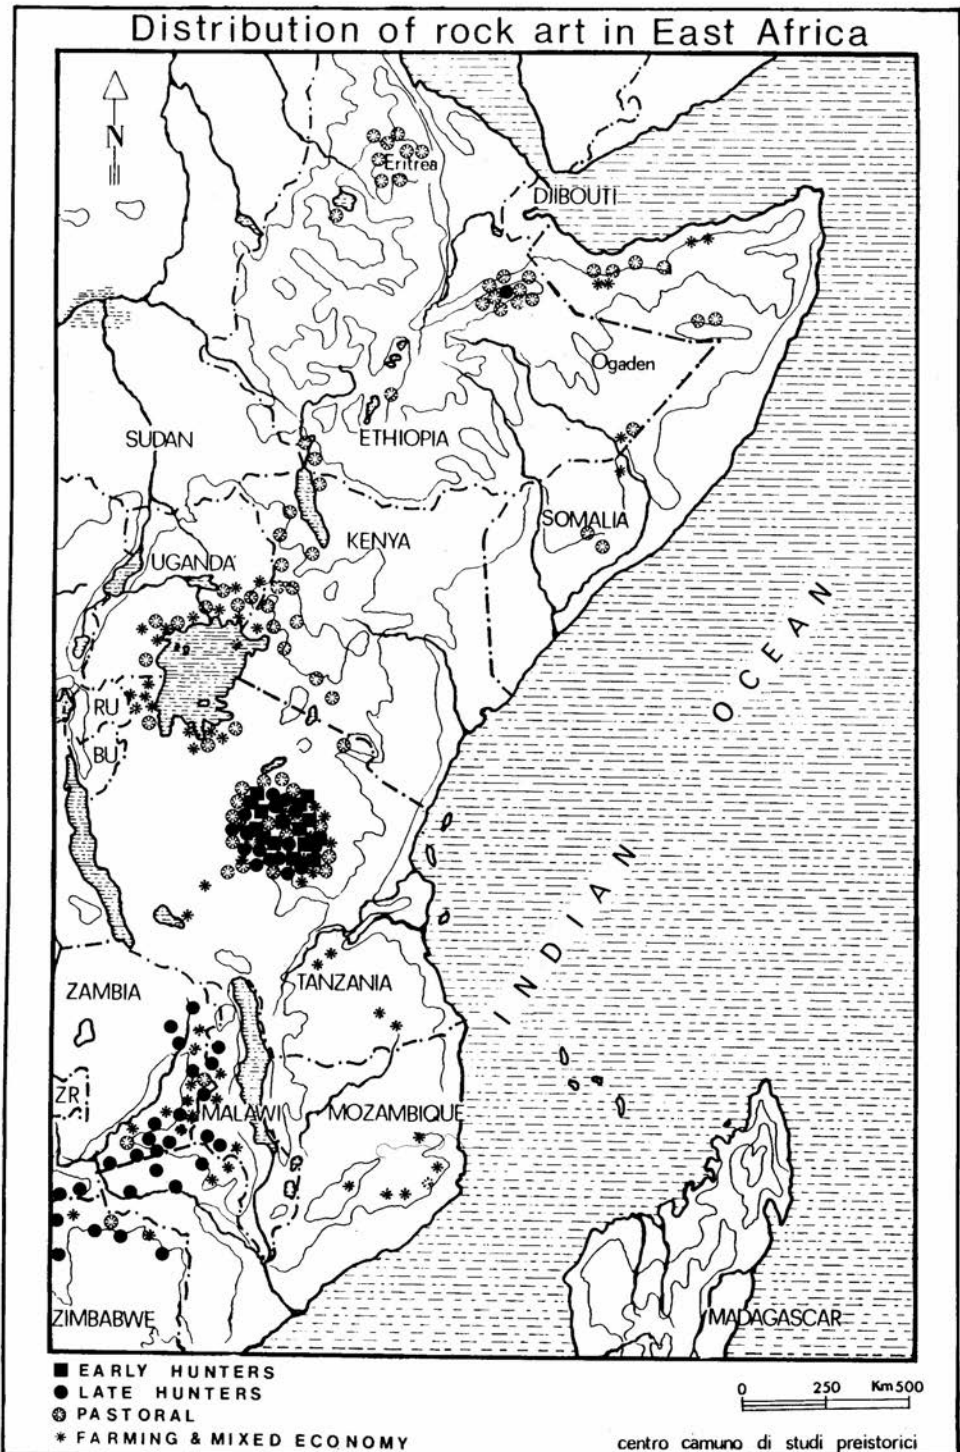 Distribution of rock art in East Africa
N
Eritrea
DJIBOUTI
Ogaden
SUDAN
ETHIOPIA
SOMALIA
KENYA
UGANDA
INDIAN OCEAN
RU
BU
ZAMBIA
TANZANIA
ZR
MALAWI
MOZAMBIQUE
ZIMBABWE
MADAGASCAR
EARLY HUNTERS
LATE HUNTERS
PASTORAL
FARMING & MIXED ECONOMY
0 250 Km 500
centro camuno di studi preistorici